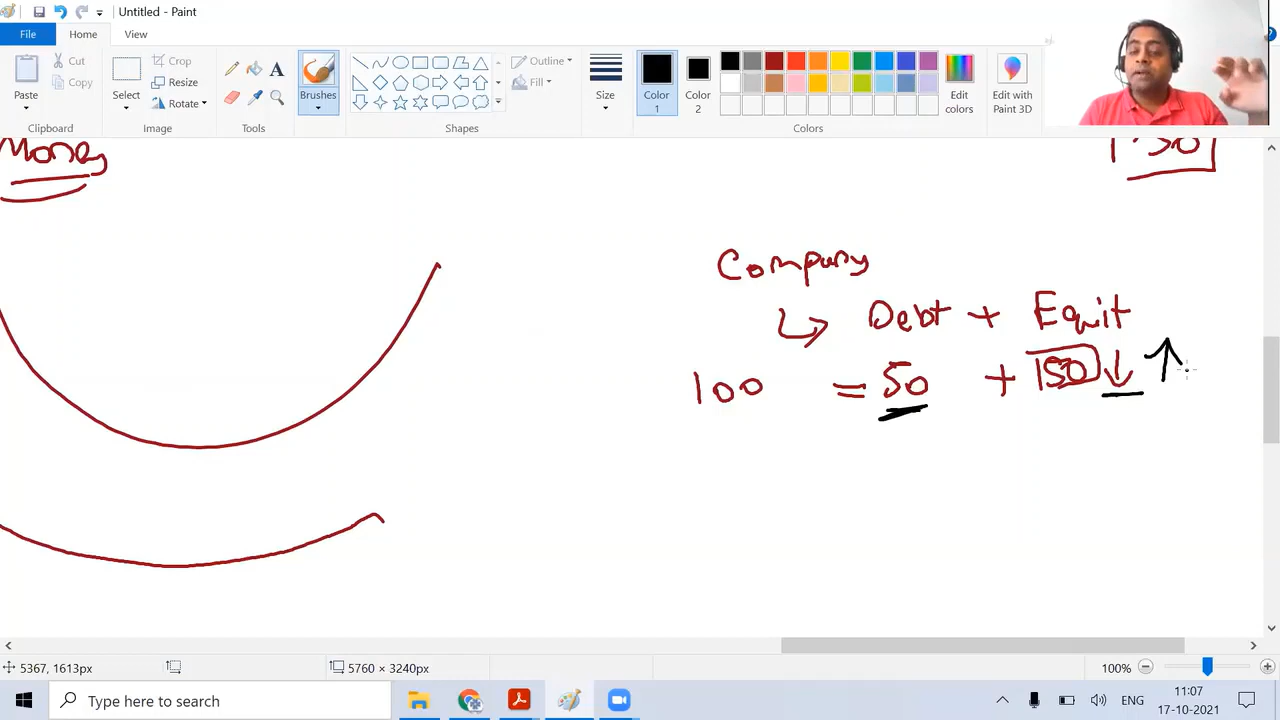 Untitled - Paint
File
Home
View
Paste
Cut
Copy
Clipboard
Select
Crop
Resize
Rotate
Image
Tools
Brushes
Shapes
Outline
Fill
Size
Color
1
Color
2
Colors
Edit
colors
Edit with
Paint 3D
Money
Company
Debt + Equit
100 = 50 +
5367, 1613px
5760 × 3240px
100%
Type here to search
ENG
11:07
17-10-2021